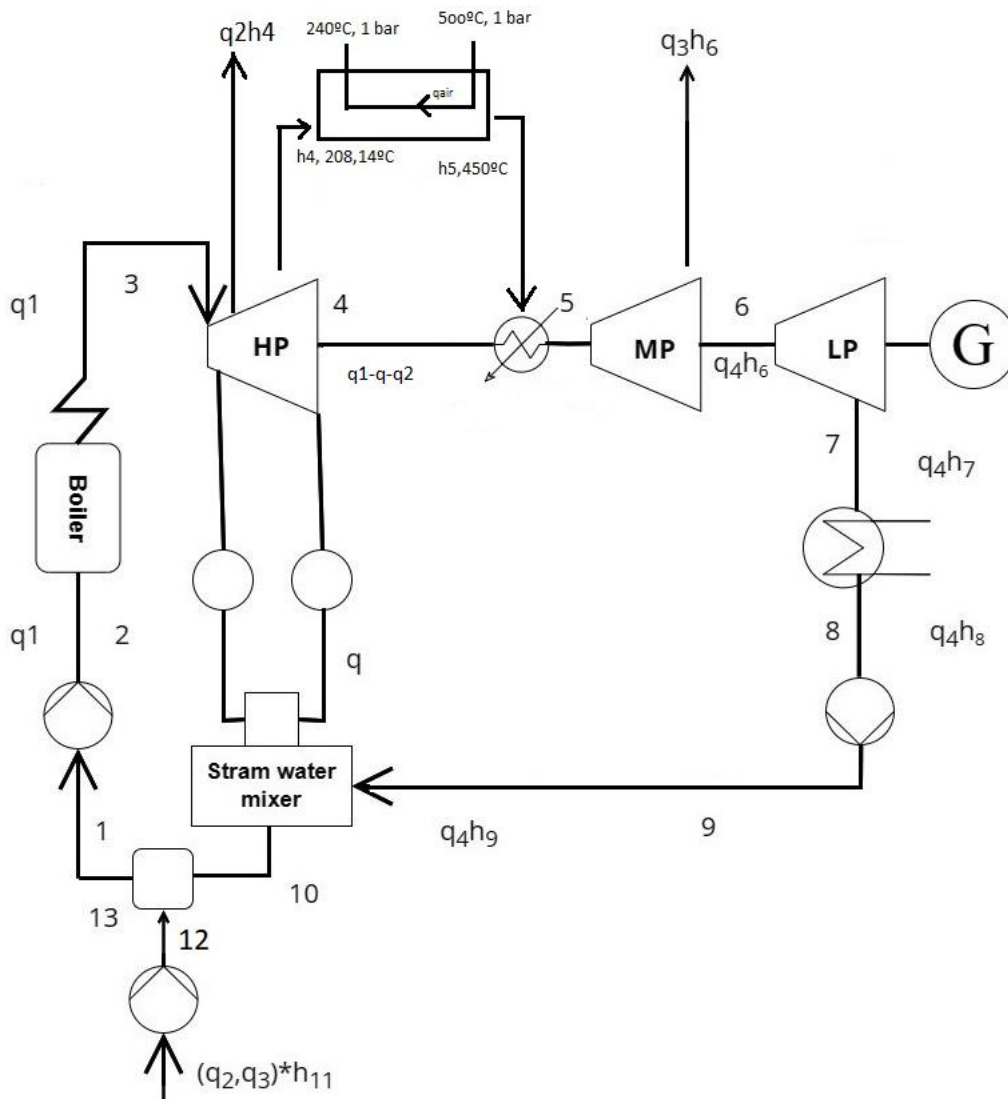 q2h4
240ºC, 1 bar
5ooºC, 1 bar
q3h6
qair
h4, 208,14ºC
h5,450ºC
q1
3
4
5
6
HP
MP
LP
G
q1-q-q2
q4h6
7
q4h7
Boiler
q1
2
8
q4h8
q
Stram water
mixer
1
q4h9
9
13
10
12
(q2,q3)*h11